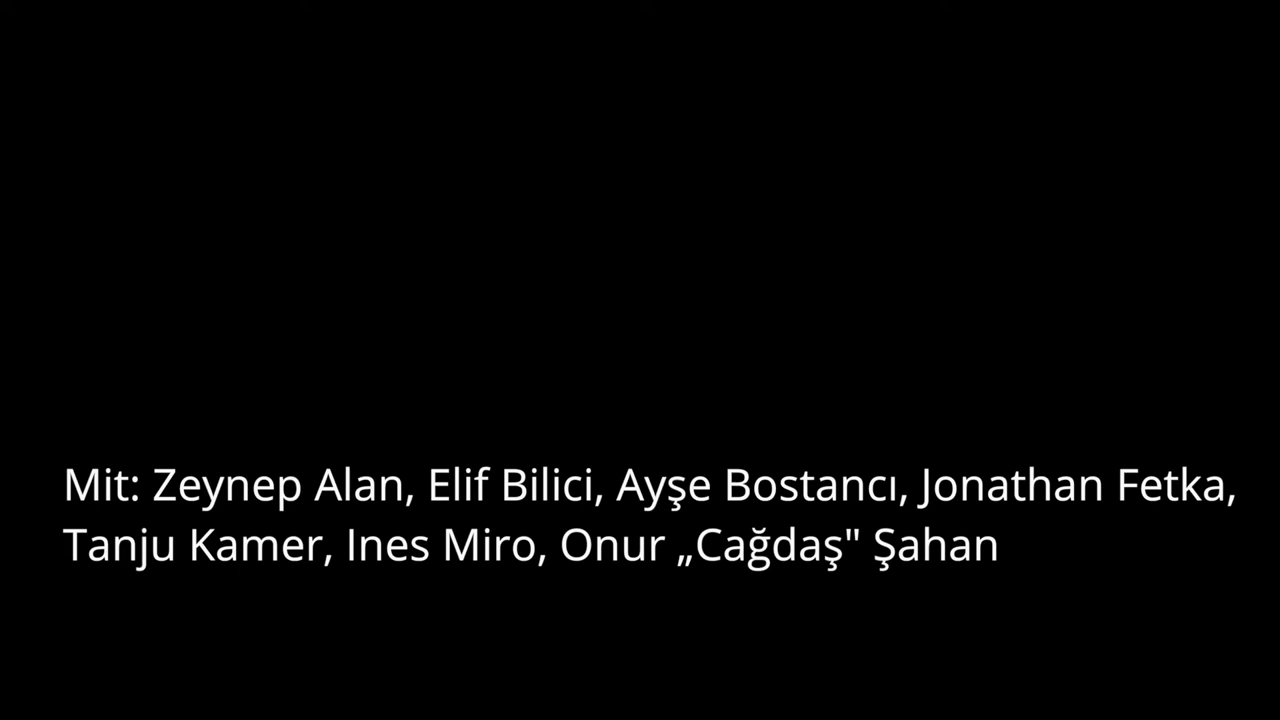 Mit: Zeynep Alan, Elif Bilici, Ayşe Bostancı, Jonathan Fetka,
Tanju Kamer, Ines Miro, Onur „Cağdaş" Şahan